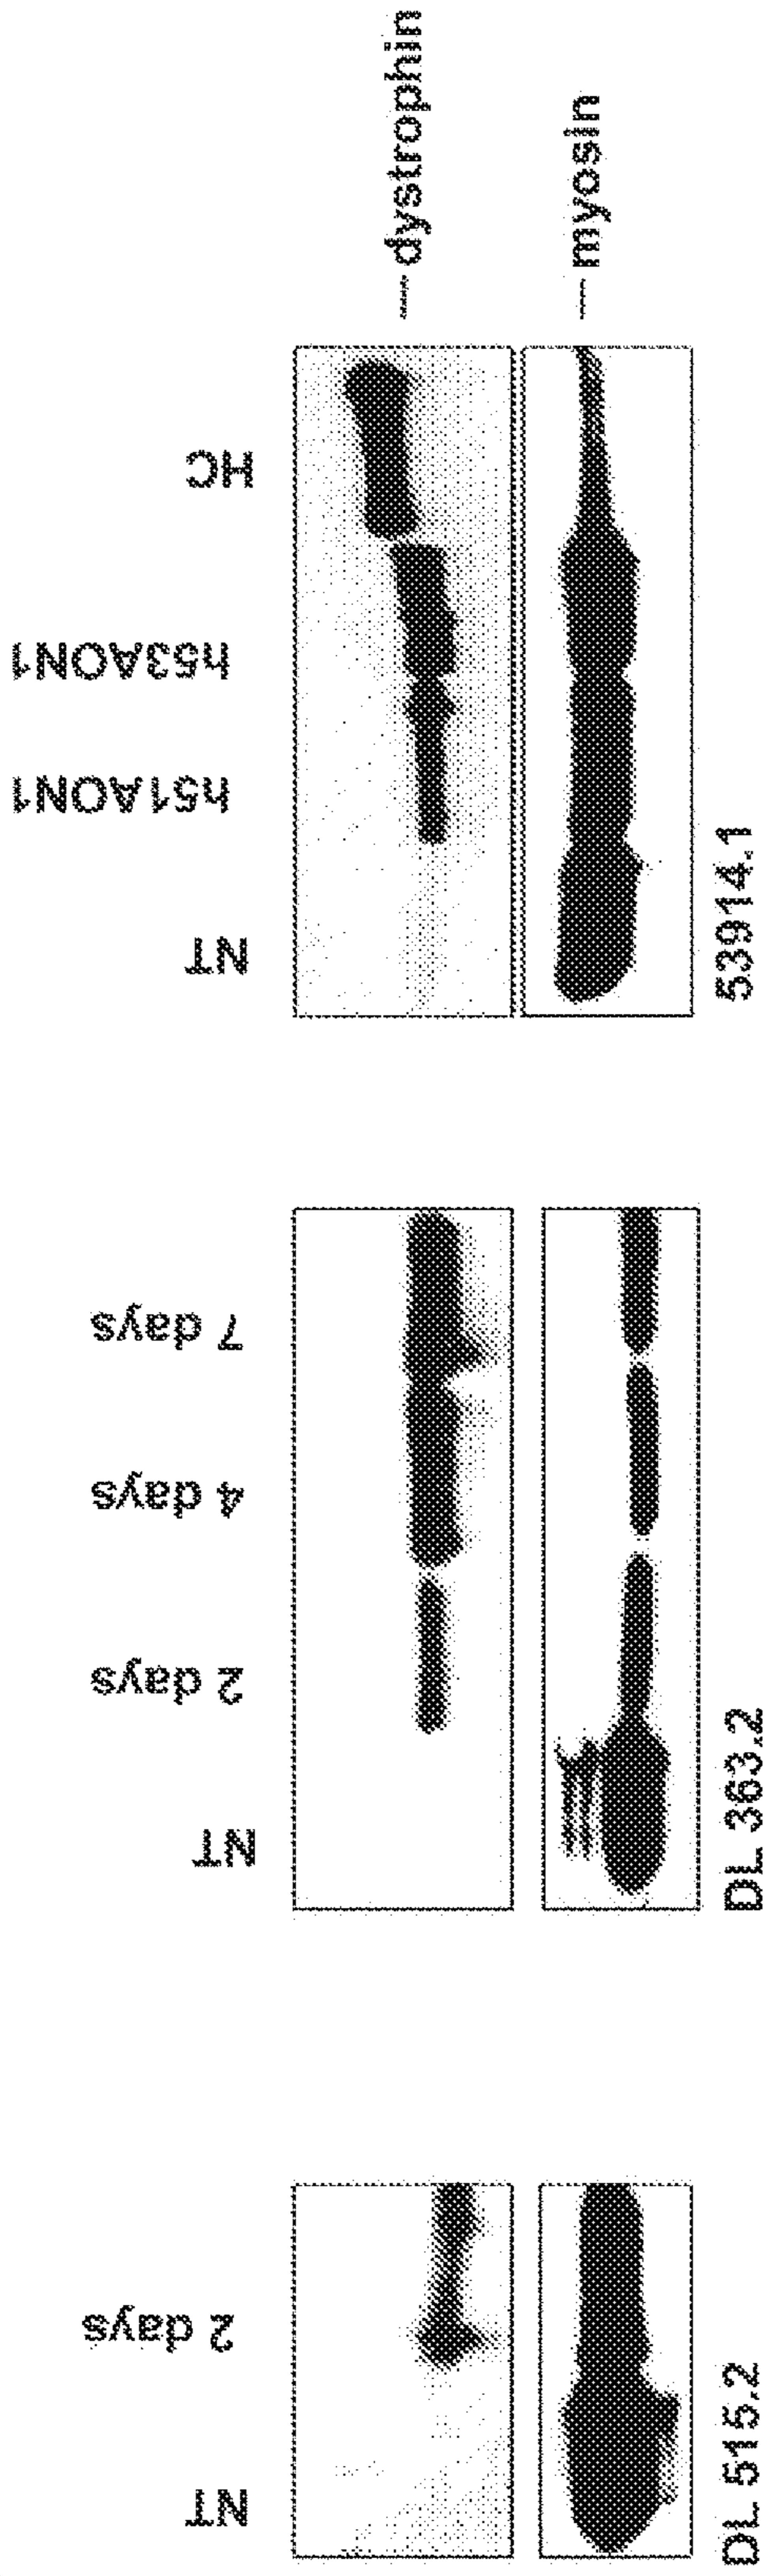 NT
2 days
DL 515.2
NT
2 days
4 days
7 days
DL 363.2
NT
h51AON1
h53AON1
HC
dystrophin
myosin
53914.1